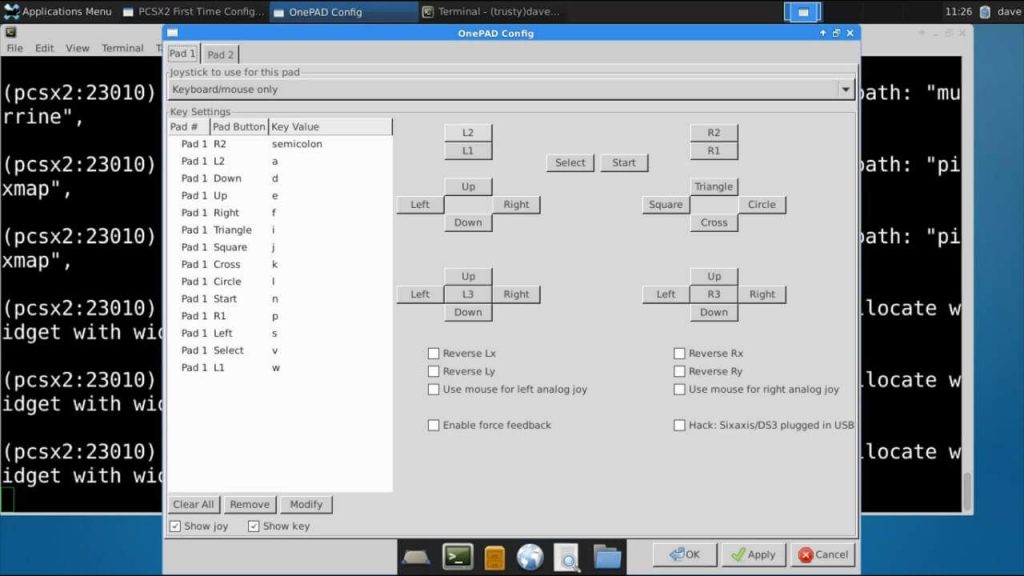 Applications Menu PCSX2 First Time Config... OnePAD Config Terminal - (trusty)dave... 11:26 dave
OnePAD Config
File Edit View Terminal
Pad 1 Pad 2
Joystick to use for this pad
Keyboard/mouse only
Key Settings
Pad # Pad Button Key Value
Pad 1 R2 semicolon
Pad 1 L2 a
Pad 1 Down d
Pad 1 Up e
Pad 1 Right f
Pad 1 Triangle i
Pad 1 Square j
Pad 1 Cross k
Pad 1 Circle l
Pad 1 Start n
Pad 1 R1 p
Pad 1 Left s
Pad 1 Select v
Pad 1 L1 w
L2
L1
Select Start
R2
R1
Up
Left Right
Down
Triangle
Square Circle
Cross
Up
Left L3 Right
Down
Up
Left R3 Right
Down
Reverse Lx
Reverse Ly
Use mouse for left analog joy
Enable force feedback
Reverse Rx
Reverse Ry
Use mouse for right analog joy
Hack: Sixaxis/DS3 plugged in USB
Clear All Remove Modify
Show joy Show key
OK Apply Cancel
(pcsx2:23010) path: "mu
rrine",
(pcsx2:23010) path: "pi
xmap",
(pcsx2:23010) path: "pi
xmap",
(pcsx2:23010) locate w
idget with wid
(pcsx2:23010) locate w
idget with wid
(pcsx2:23010) locate w
idget with wid